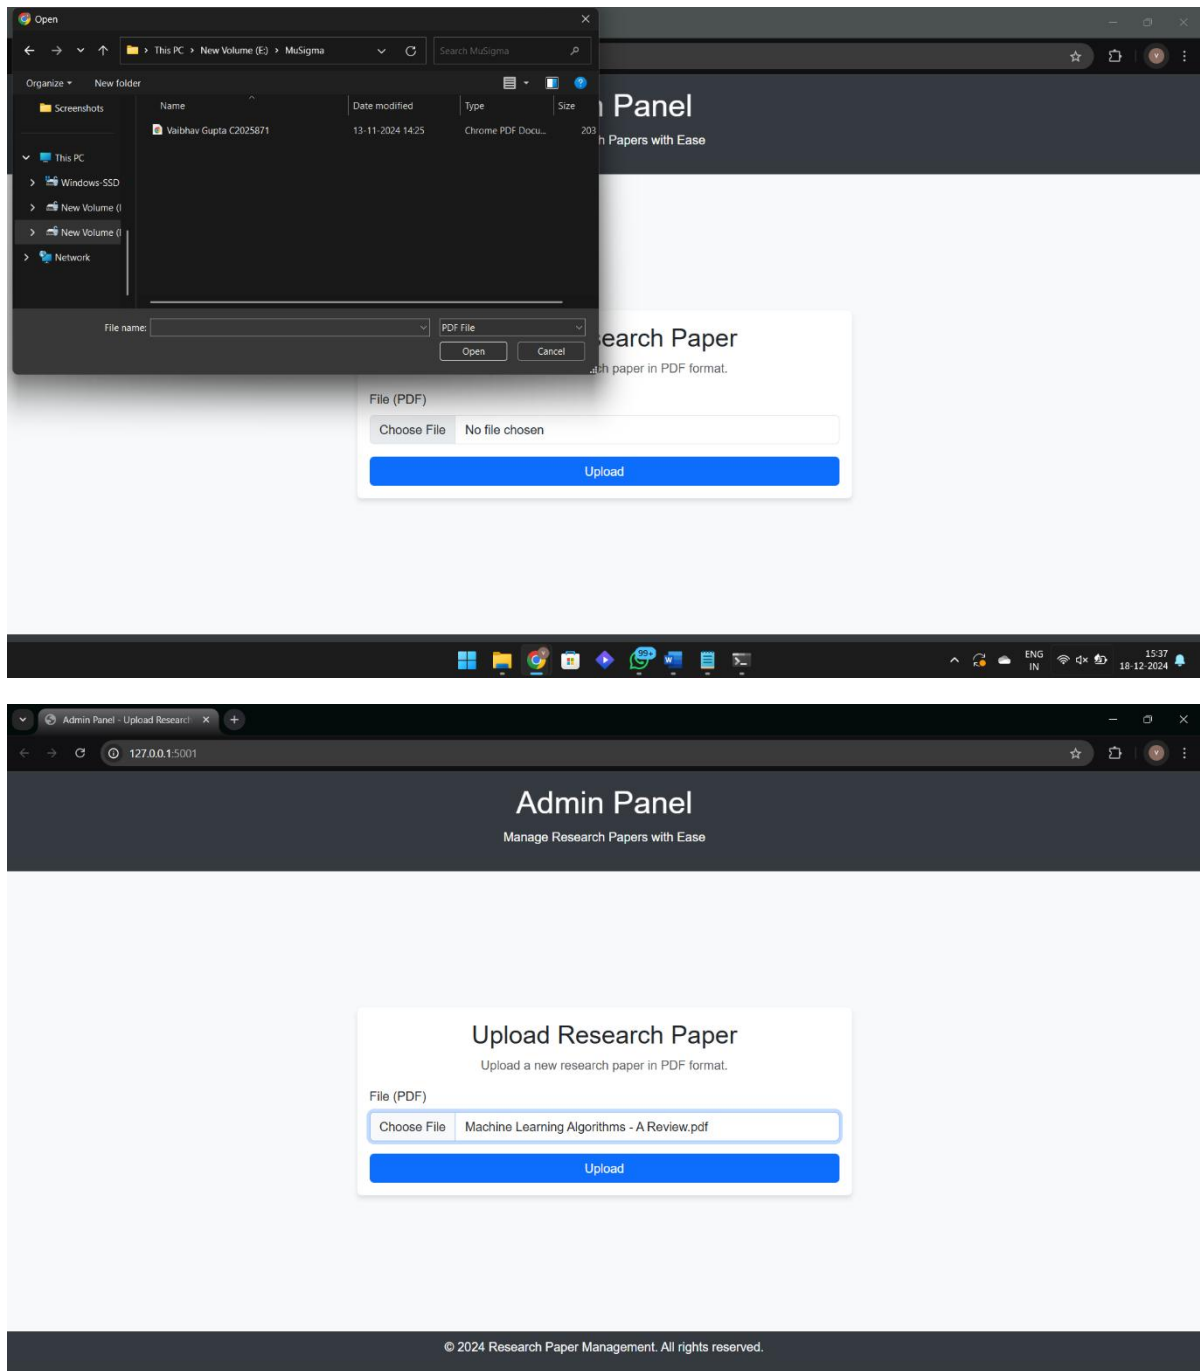 Open
This PC > New Volume (E:) > MuSigma
Search MuSigma
Organize
New folder
Screenshots
Name
Date modified
Type
Size
Vaibhav Gupta C2025871
13-11-2024 14:25
Chrome PDF Docu...
203
This PC
Windows-SSD
New Volume (
New Volume (
Network
File name:
PDF File
Open
Cancel
Panel
h Papers with Ease
earch Paper
ch paper in PDF format.
File (PDF)
Choose File
No file chosen
Upload
99+
ENG
IN
15:37
18-12-2024
Admin Panel - Upload Research
127.0.0.1:5001
Admin Panel
Manage Research Papers with Ease
Upload Research Paper
Upload a new research paper in PDF format.
File (PDF)
Choose File
Machine Learning Algorithms - A Review.pdf
Upload
© 2024 Research Paper Management. All rights reserved.